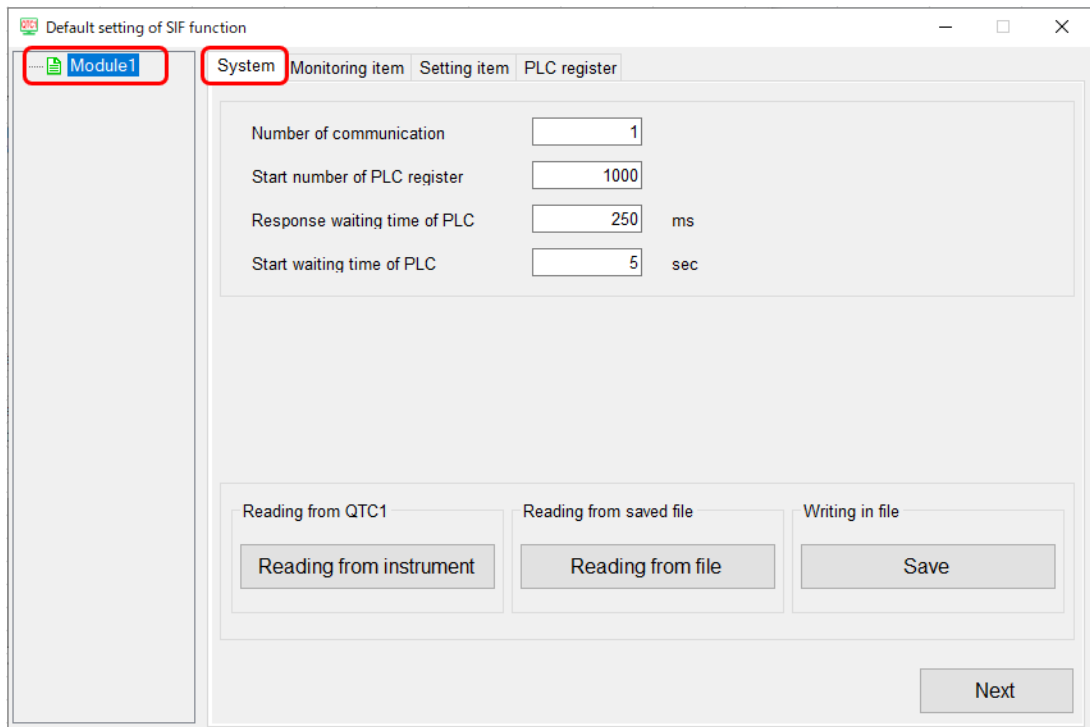 QTC1 Default setting of SIF function
Module1
System Monitoring item Setting item PLC register
Number of communication 1
Start number of PLC register 1000
Response waiting time of PLC 250 ms
Start waiting time of PLC 5 sec
Reading from QTC1 Reading from saved file Writing in file
Reading from instrument Reading from file Save
Next